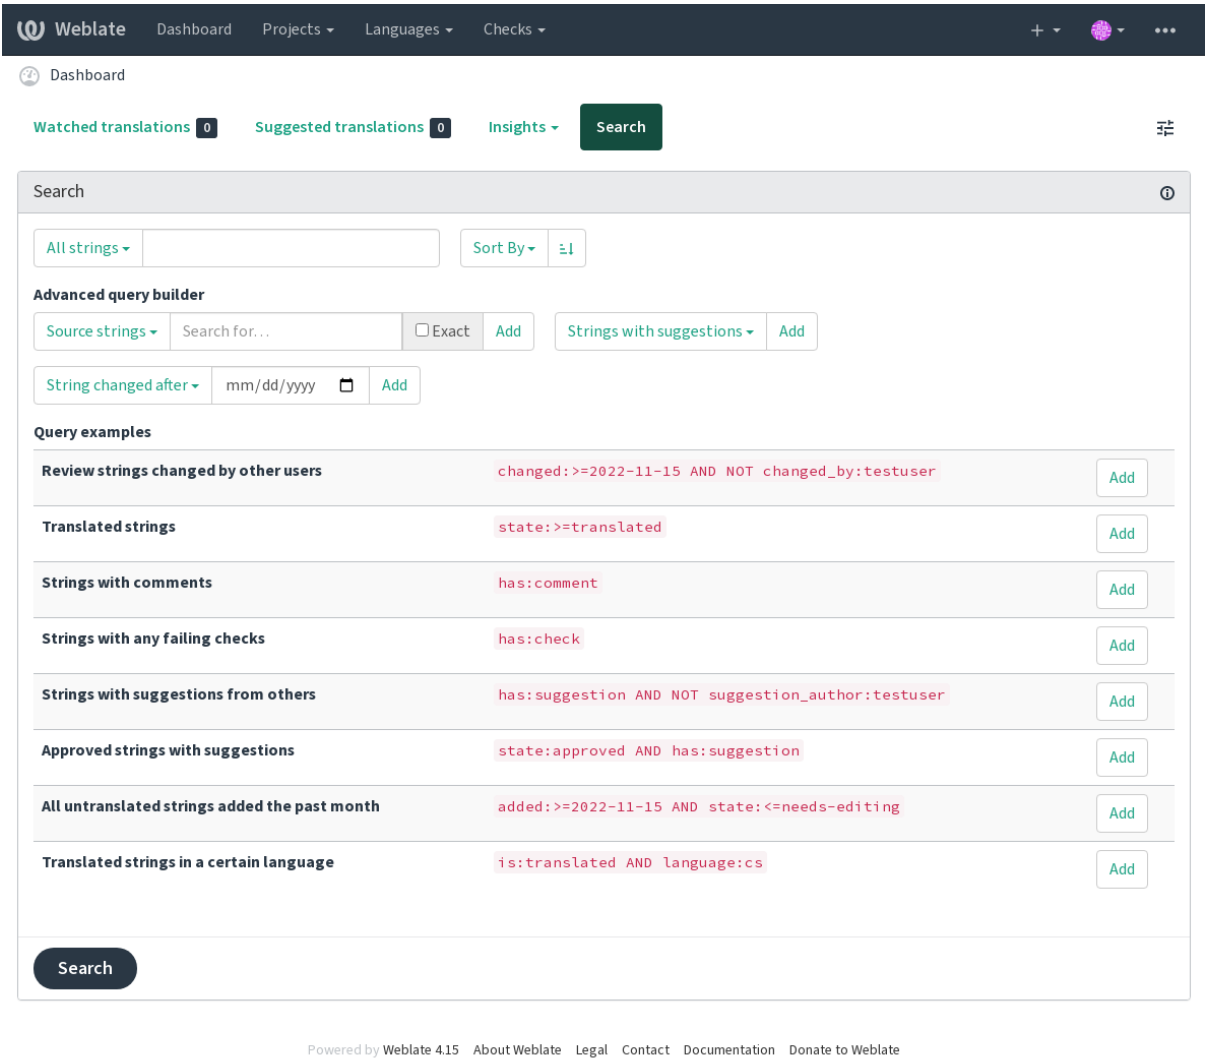 Weblate Dashboard Projects Languages Checks
Dashboard
Watched translations 0 Suggested translations 0 Insights Search
Search
All strings Sort By
Advanced query builder
Source strings Search for... Exact Add Strings with suggestions Add
String changed after mm/dd/yyyy Add
Query examples
Review strings changed by other users changed:>=2022-11-15 AND NOT changed_by:testuser Add
Translated strings state:>=translated Add
Strings with comments has:comment Add
Strings with any failing checks has:check Add
Strings with suggestions from others has:suggestion AND NOT suggestion_author:testuser Add
Approved strings with suggestions state:approved AND has:suggestion Add
All untranslated strings added the past month added:>=2022-11-15 AND state:<=needs-editing Add
Translated strings in a certain language is:translated AND language:cs Add
Search
Powered by Weblate 4.15 About Weblate Legal Contact Documentation Donate to Weblate